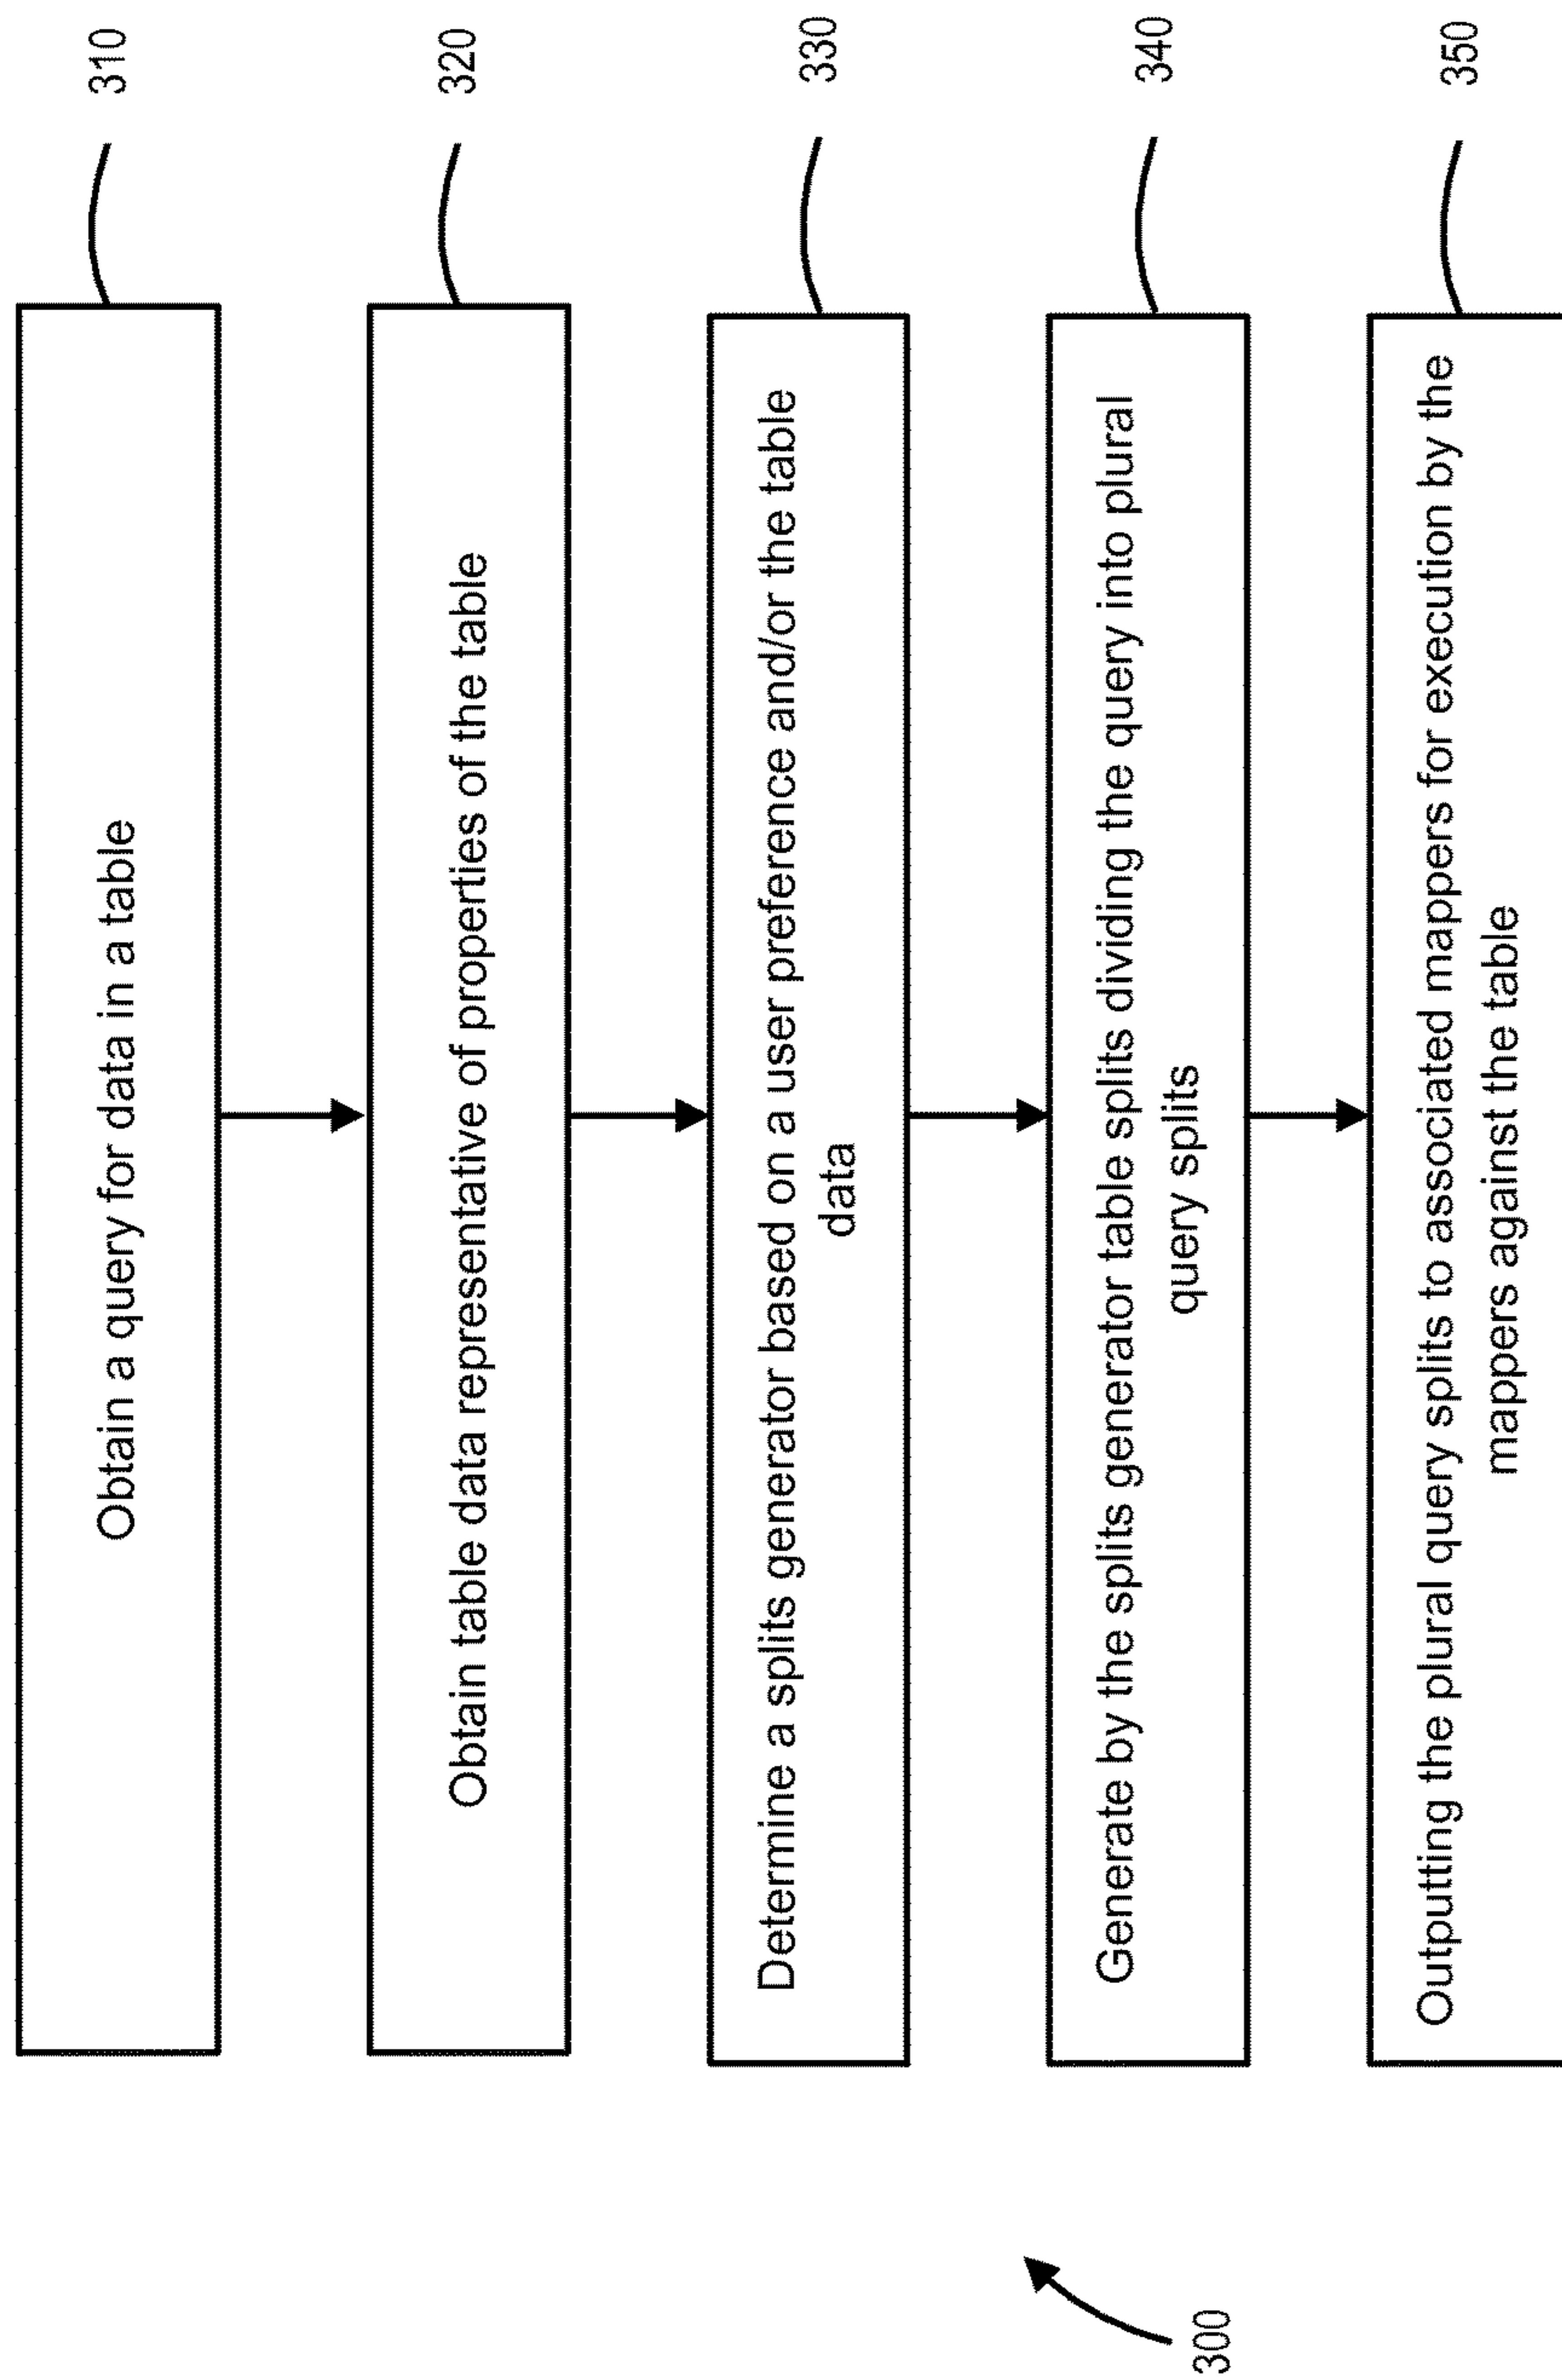 310
Obtain a query for data in a table
320
Obtain table data representative of properties of the table
330
Determine a splits generator based on a user preference and/or the table
data
340
Generate by the splits generator table splits dividing the query into plural
query splits
350
Outputting the plural query splits to associated mappers for execution by the
mappers against the table
300